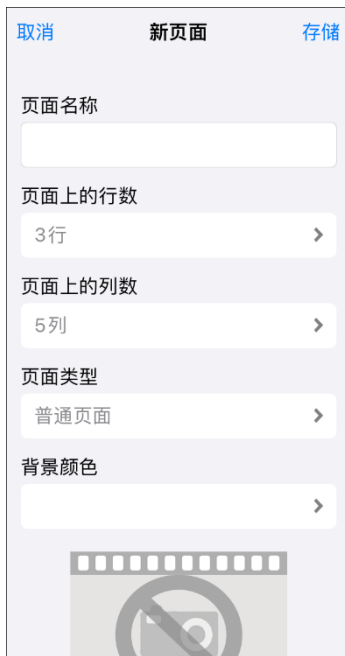 取消 新页面 存储
页面名称
页面上的行数
3行
页面上的列数
5列
页面类型
普通页面
背景颜色